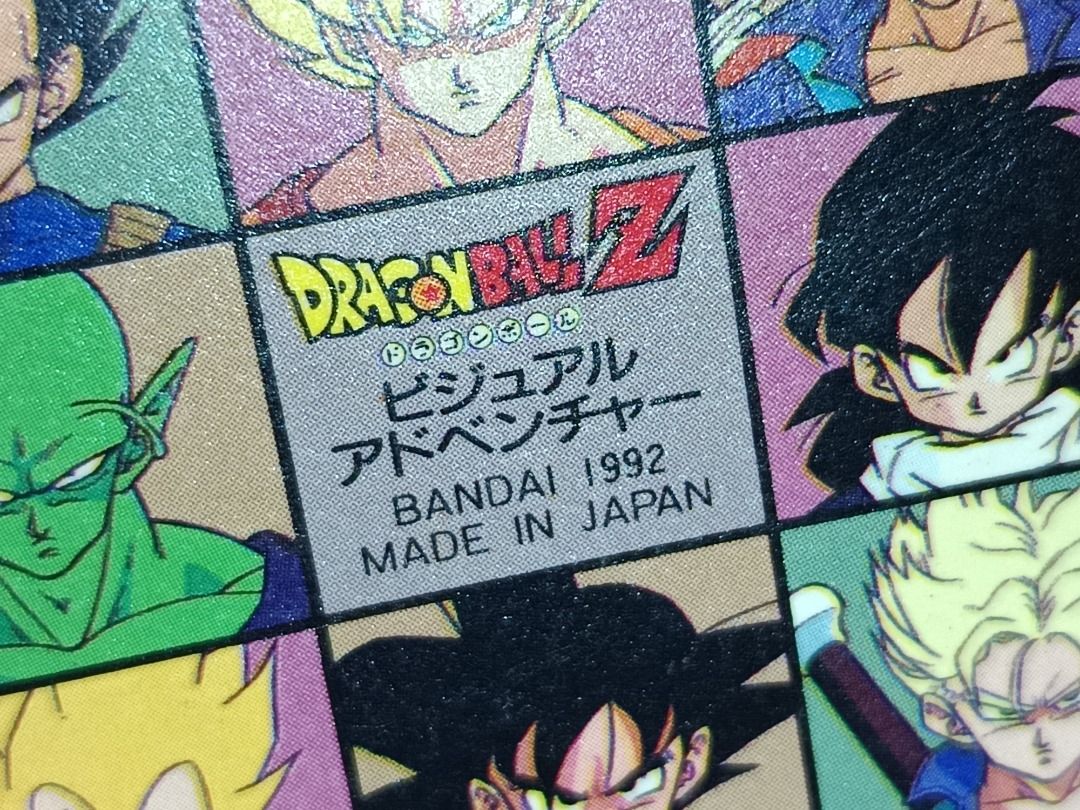 DRAGON BALL Z
ドラゴンボール
ビジュアル
アドベンチャー
BANDAI 1992
MADE IN JAPAN